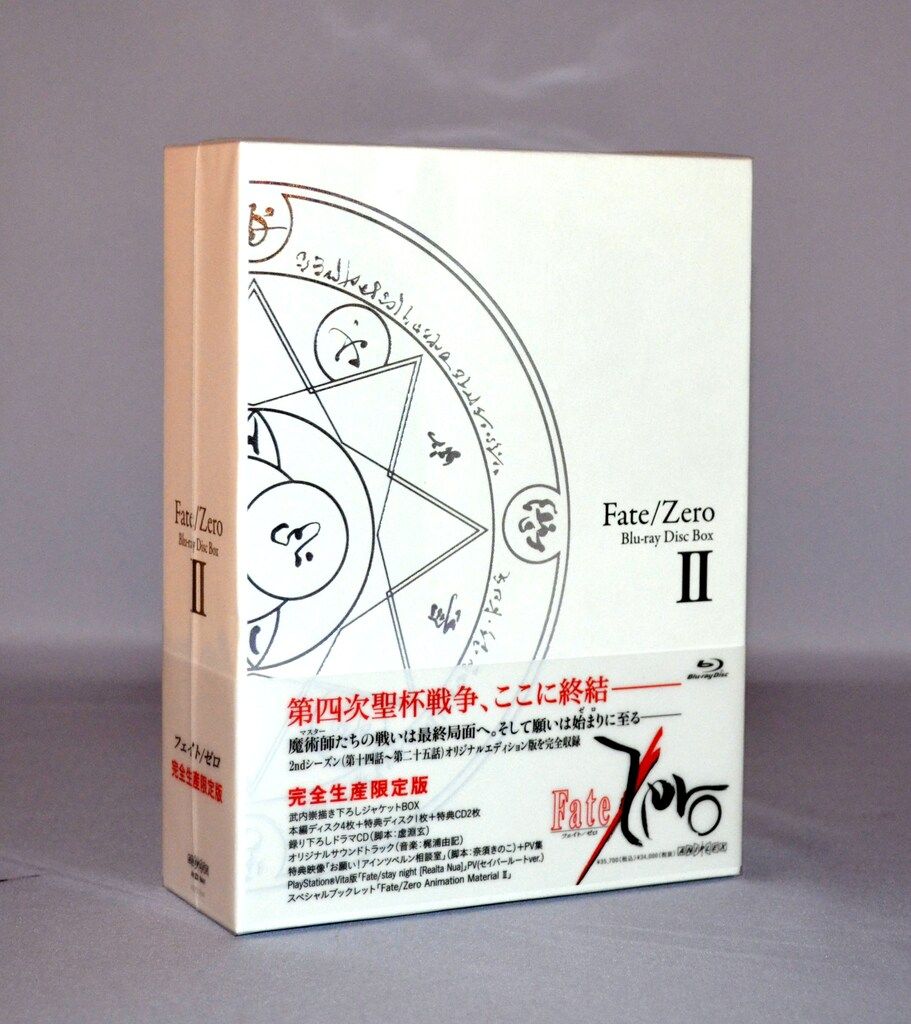 Fate/Zero
Blu-ray Disc Box
II
フェイト/ゼロ
完全生産限定版
Fate/Zero
Blu-ray Disc Box
II
Blu-ray Disc
第四次聖杯戦争、ここに終結――
魔術師たちの戦いは最終局面へ。そして願いは始まりに至る――
マスター
ゼロ
2ndシーズン(第十四話~第二十五話)オリジナルエディション版を完全収録
完全生産限定版
武内崇描き下ろしジャケットBOX
本編ディスク4枚+特典ディスク1枚+特典CD2枚
録り下ろしドラマCD(脚本:虚淵玄)
オリジナルサウンドトラック(音楽:梶浦由記)
特典映像「お願い!アインツベルン相談室」(脚本:奈須きのこ)+PV集
PlayStation®Vita版「Fate/stay night [Realta Nua]」PV(セイバールートver.)
スペシャルブックレット「Fate/Zero Animation Material II」
Fate/Zero
フェイト/ゼロ
¥35,700(税込)/¥34,000(税抜)
ANIPLEX